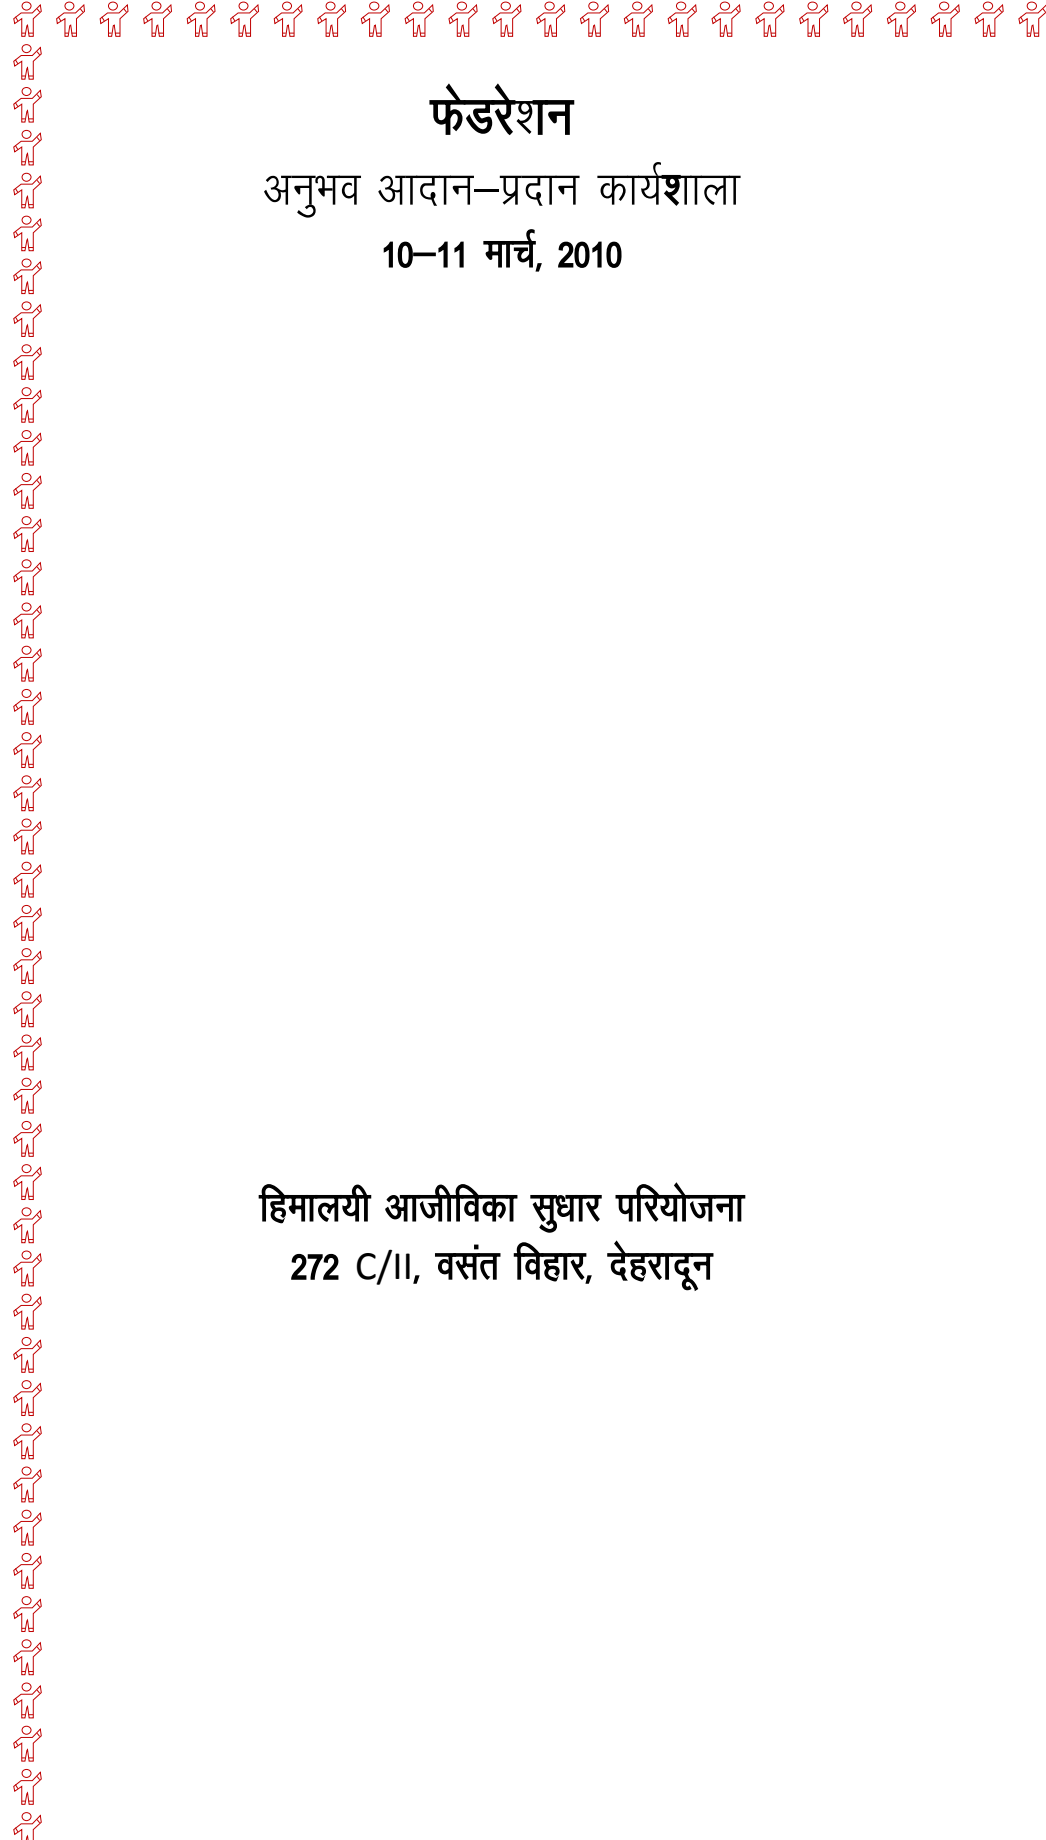 फेडरेशन
अनुभव आदान–प्रदान कार्यशाला
10–11 मार्च, 2010
हिमालयी आजीविका सुधार परियोजना
272 C/II, वसंत विहार, देहरादून